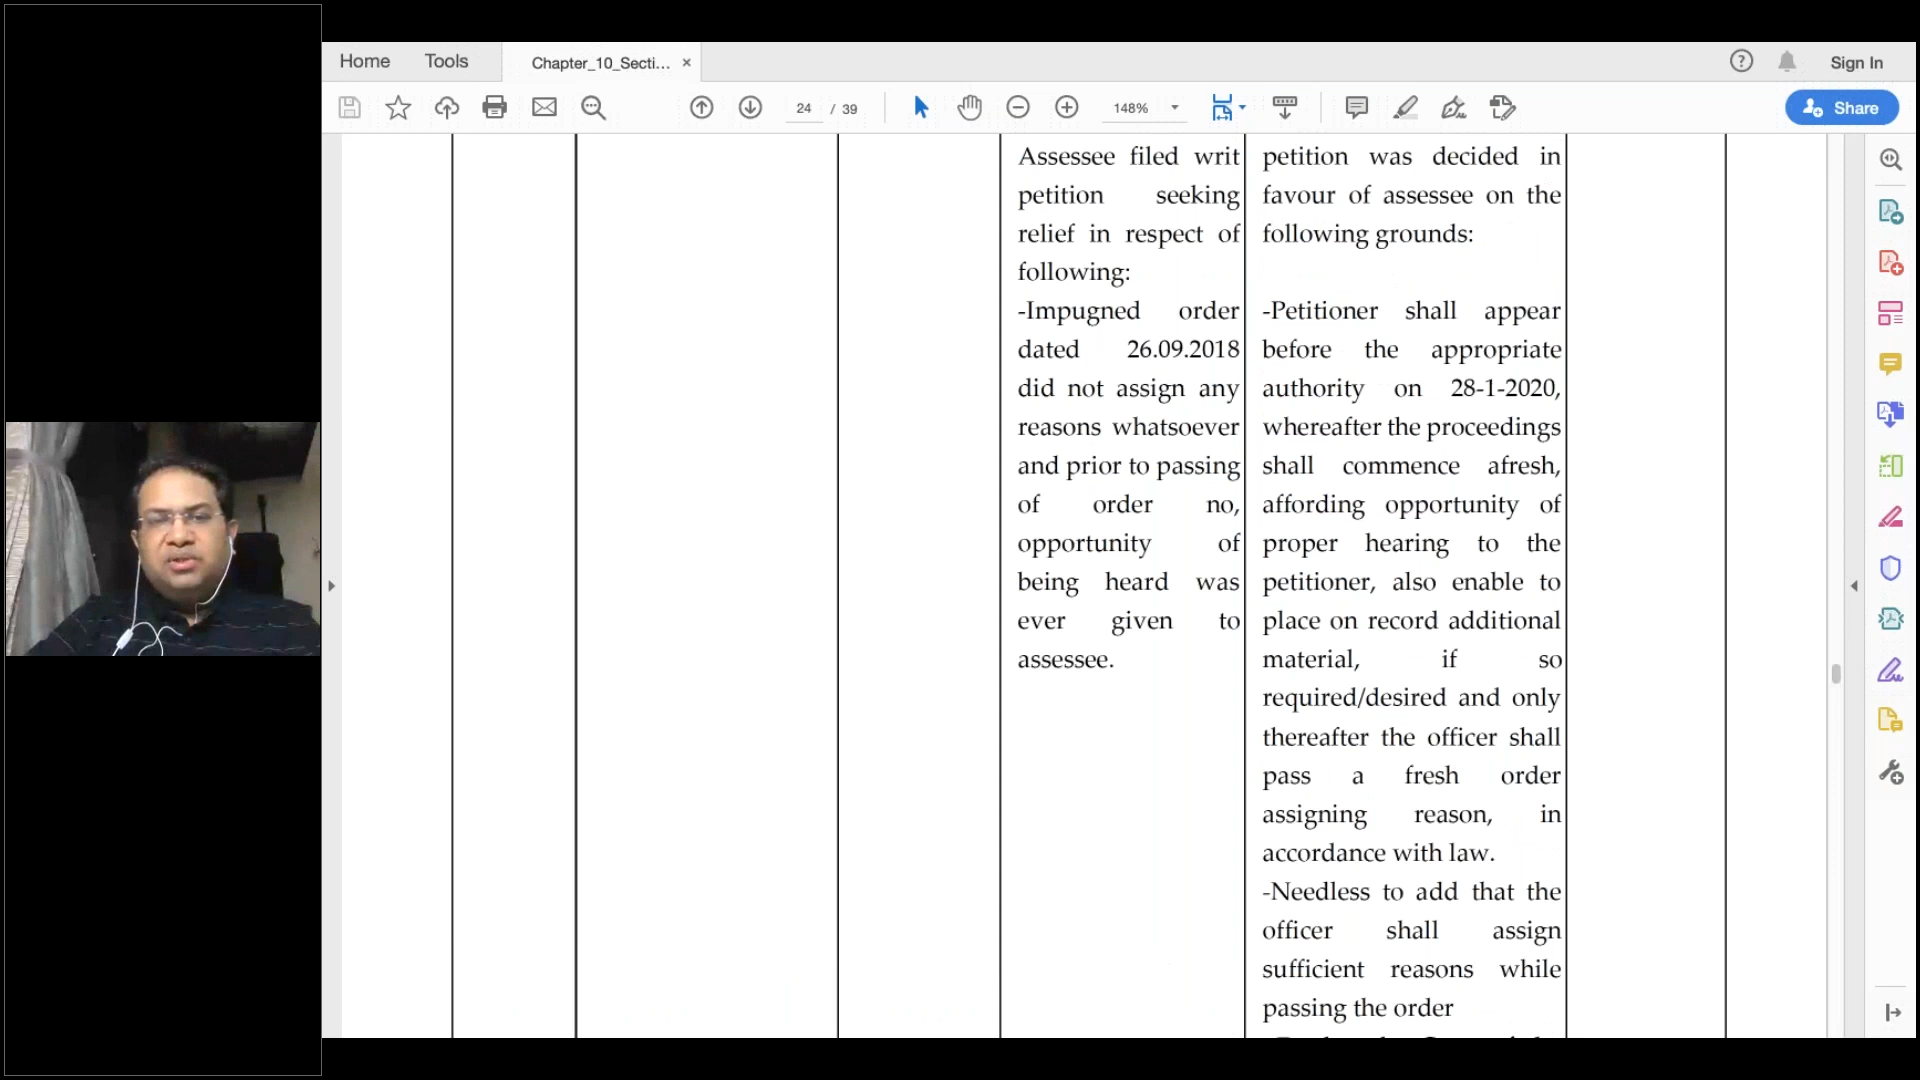 Home
Tools
Chapter_10_Secti...
Sign In
24 / 39
148%
Share
Assessee filed writ
petition seeking
relief in respect of
following:
-Impugned order
dated 26.09.2018
did not assign any
reasons whatsoever
and prior to passing
of order no,
opportunity of
being heard was
ever given to
assessee.
petition was decided in
favour of assessee on the
following grounds:
-Petitioner shall appear
before the appropriate
authority on 28-1-2020,
whereafter the proceedings
shall commence afresh,
affording opportunity of
proper hearing to the
petitioner, also enable to
place on record additional
material, if so
required/desired and only
thereafter the officer shall
pass a fresh order
assigning reason, in
accordance with law.
-Needless to add that the
officer shall assign
sufficient reasons while
passing the order